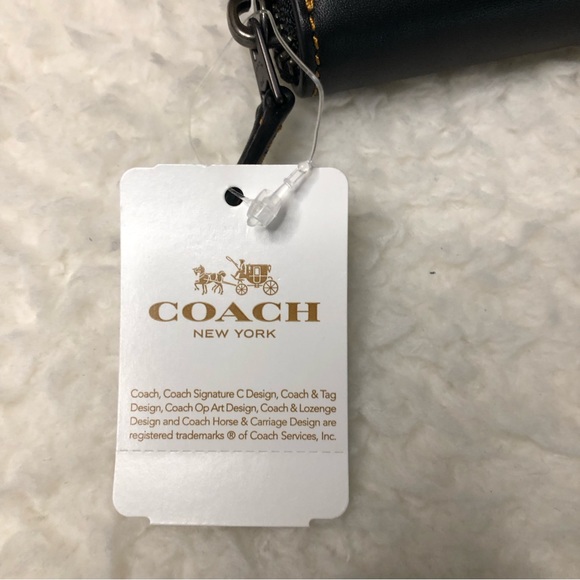 COACH
NEW YORK
Coach, Coach Signature C Design, Coach & Tag
Design, Coach Op Art Design, Coach & Lozenge
Design and Coach Horse & Carriage Design are
registered trademarks ® of Coach Services, Inc.